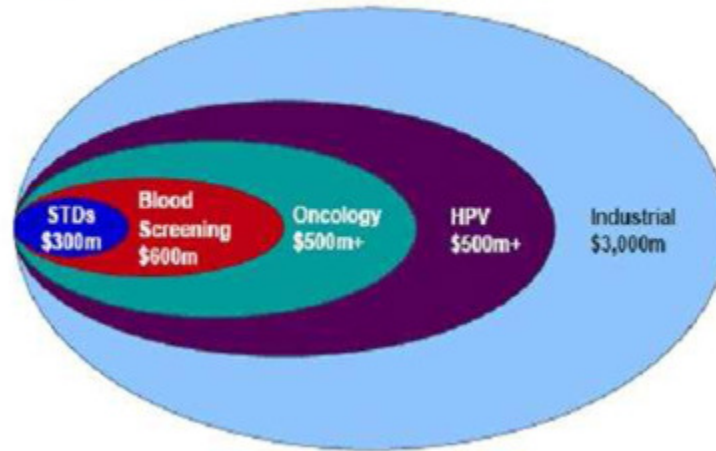 STDs
$300m
Blood
Screening
$600m
Oncology
$500m+
HPV
$500m+
Industrial
$3,000m